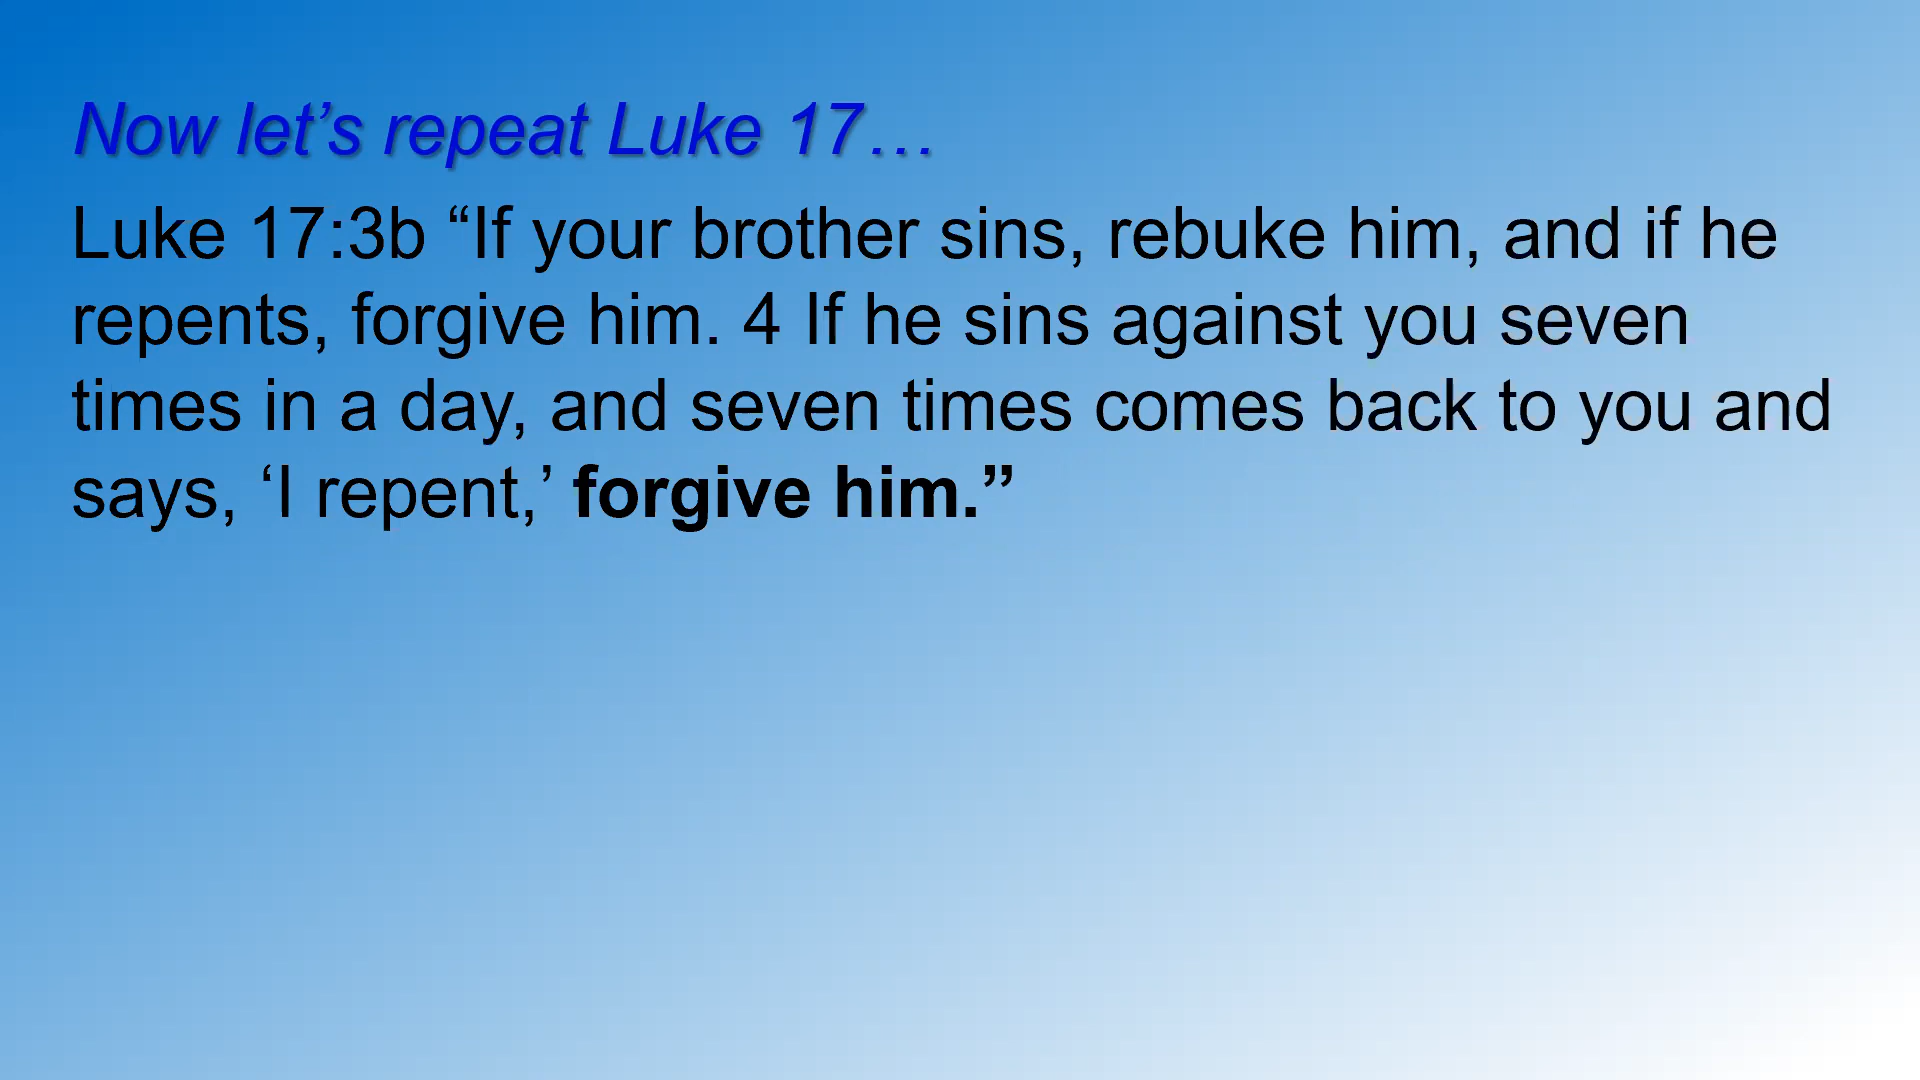 Now let’s repeat Luke 17…
Luke 17:3b “If your brother sins, rebuke him, and if he
repents, forgive him. 4 If he sins against you seven
times in a day, and seven times comes back to you and
says, ‘I repent,’ forgive him.”